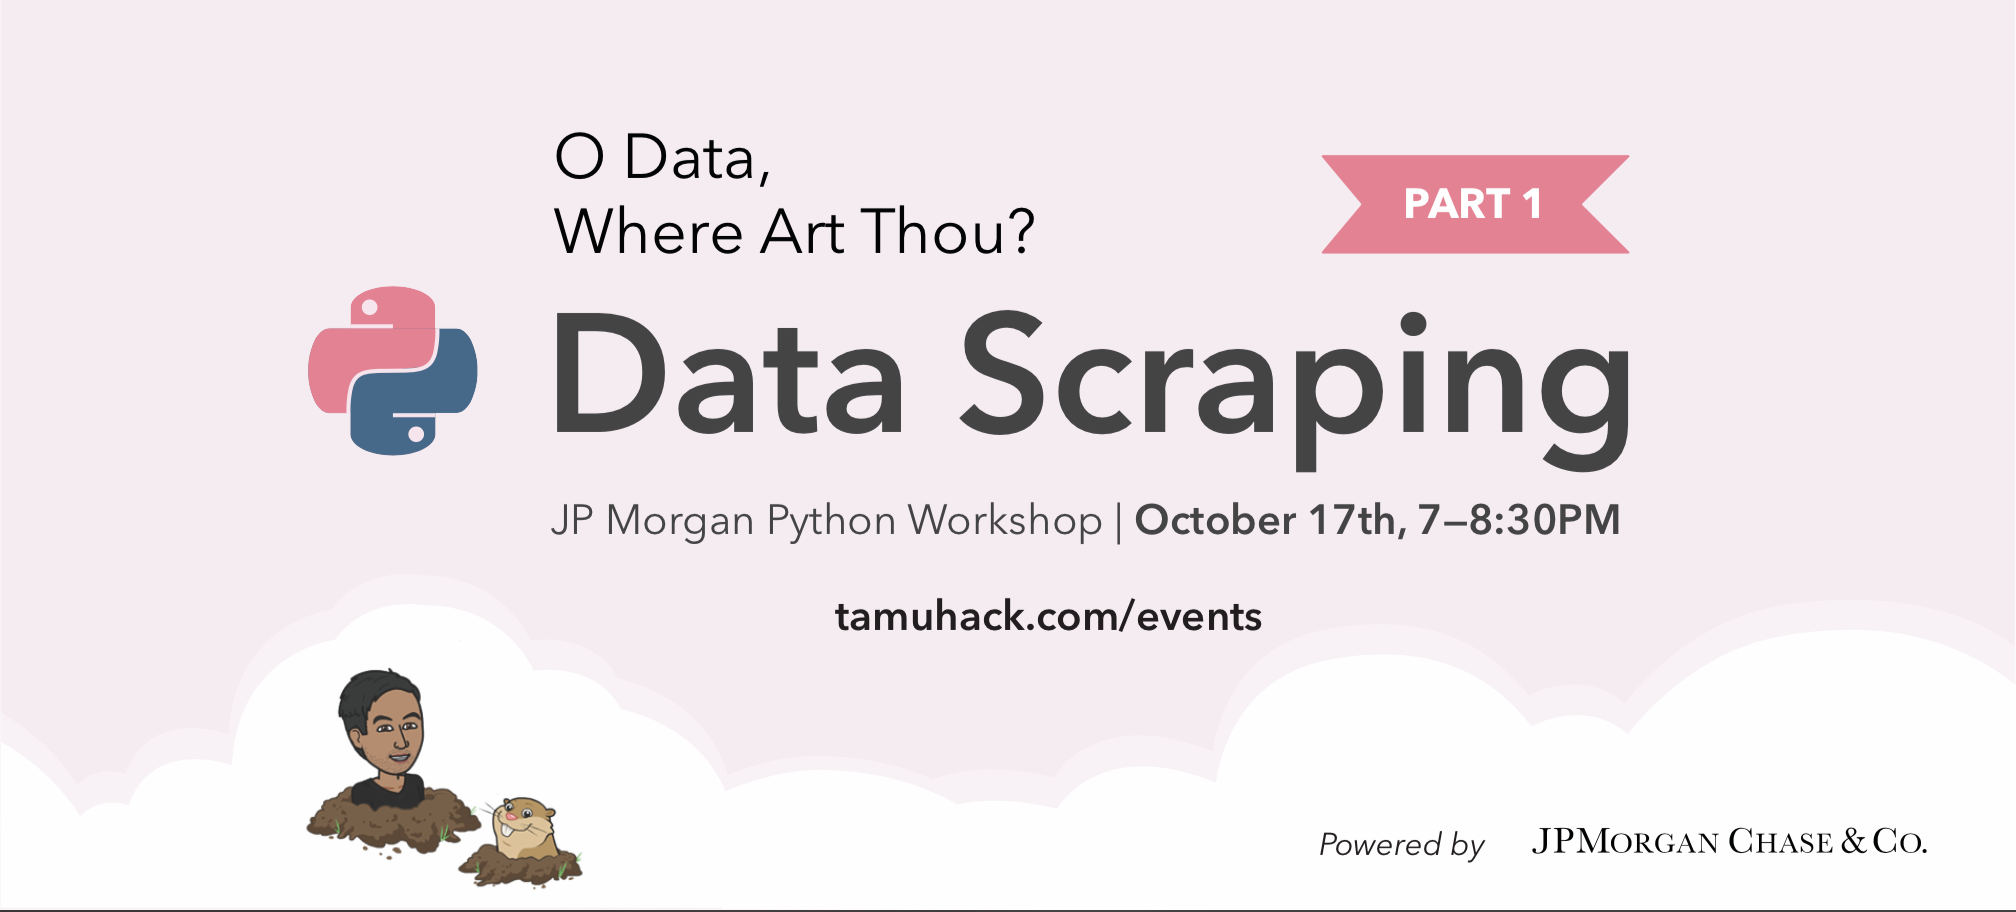 O Data,
Where Art Thou?
PART 1
Data Scraping
JP Morgan Python Workshop | October 17th, 7–8:30PM
tamuhack.com/events
Powered by JPMORGAN CHASE & CO.